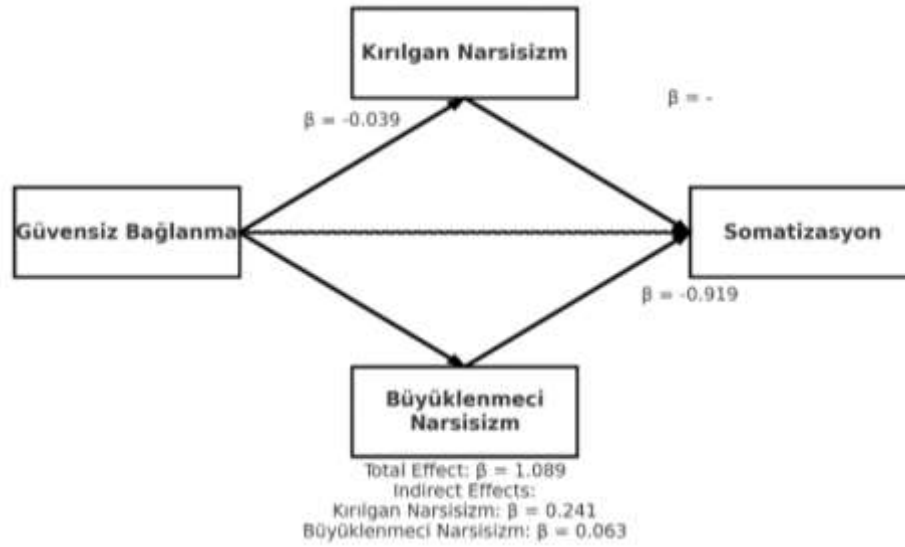 Kırılgan Narsisizm
β = -
β = -0.039
Güvensiz Bağlanma
Somatizasyon
β = -0.919
Büyüklenmeci
Narsisizm
Total Effect: β = 1.089
Indirect Effects:
Kırılgan Narsisizm: β = 0.241
Büyüklenmeci Narsisizm: β = 0.063